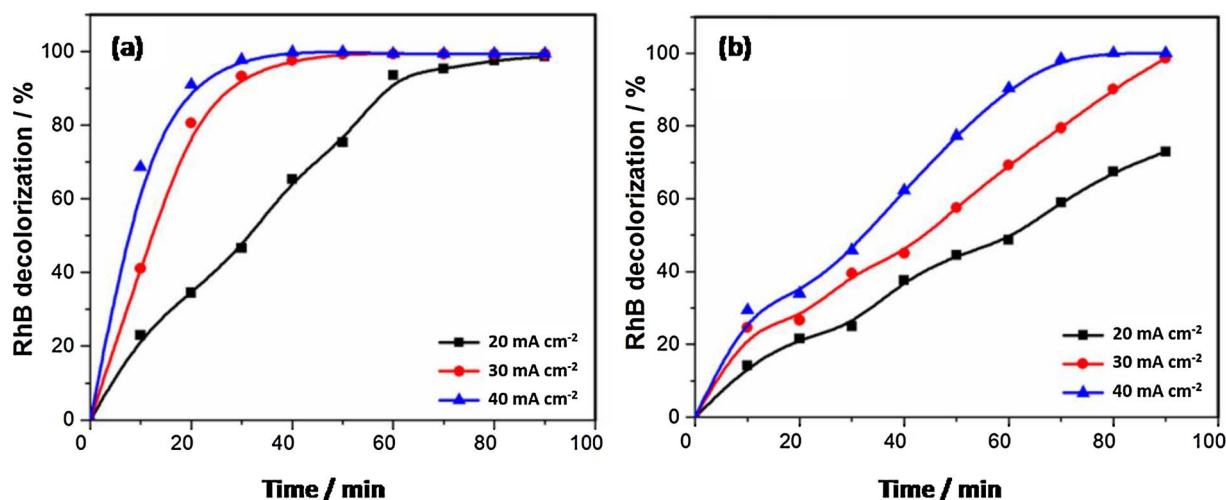 (a)
RhB decolorization / %
100
80
60
40
20
0
20 mA cm-2
30 mA cm-2
40 mA cm-2
0 20 40 60 80 100
Time / min
(b)
RhB decolorization / %
100
80
60
40
20
0
20 mA cm-2
30 mA cm-2
40 mA cm-2
0 20 40 60 80 100
Time / min